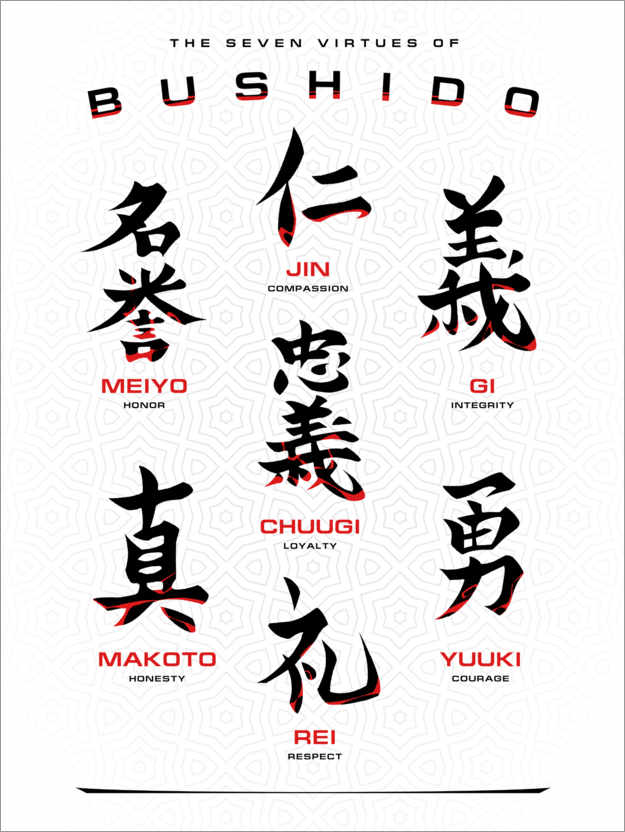 THE SEVEN VIRTUES OF
BUSHIDO
仁
JIN
COMPASSION
名
誉
MEIYO
HONOR
義
GI
INTEGRITY
忠
義
CHUUGI
LOYALTY
真
MAKOTO
HONESTY
勇
YUUKI
COURAGE
礼
REI
RESPECT